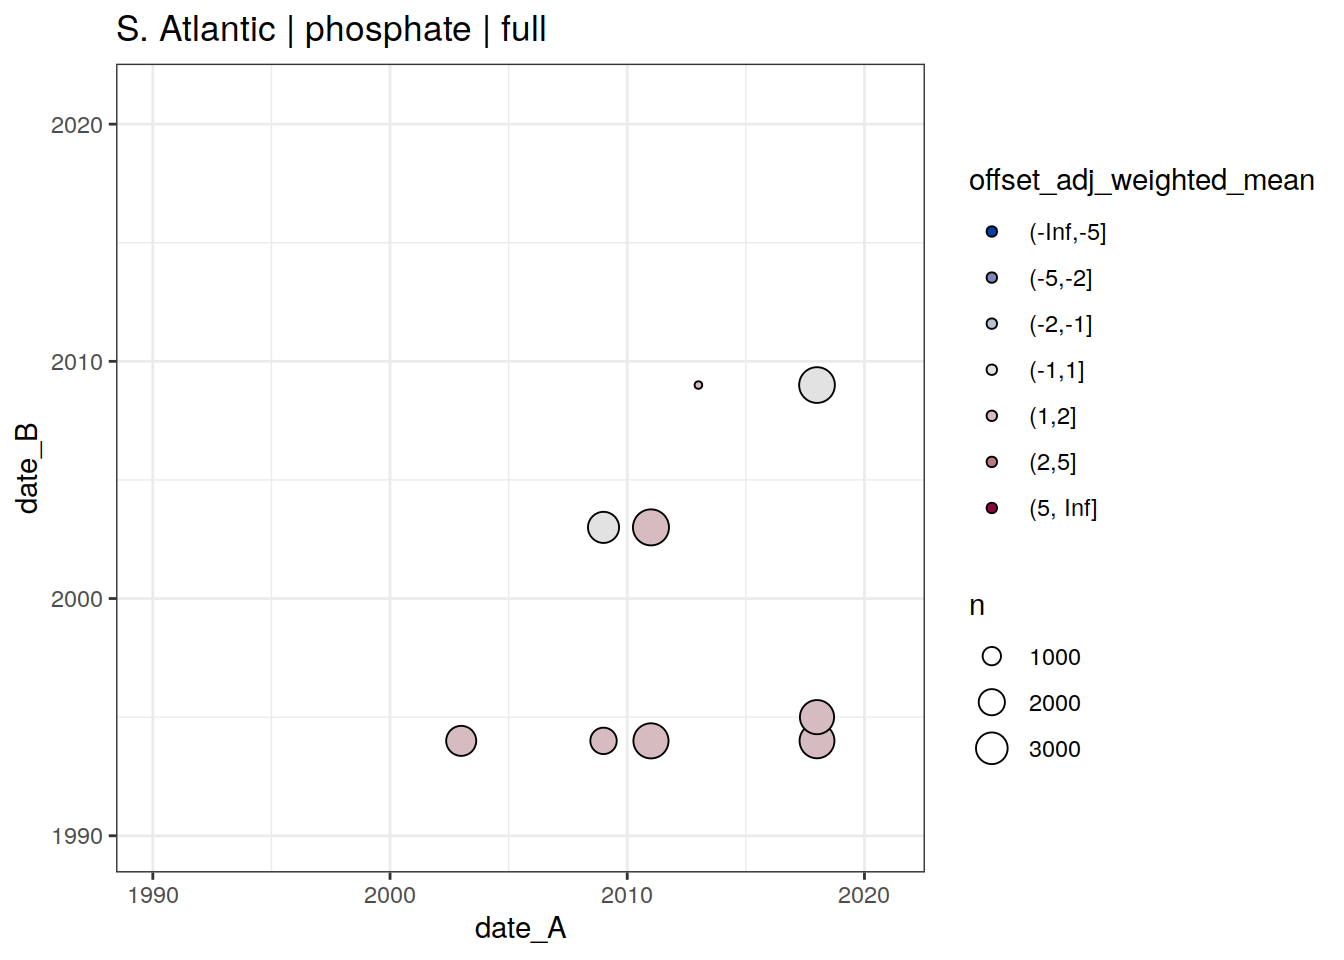 S. Atlantic | phosphate | full
2020
2010
2000
1990
date_B
1990
2000
2010
2020
date_A
offset_adj_weighted_mean
(-Inf,-5]
(-5,-2]
(-2,-1]
(-1,1]
(1,2]
(2,5]
(5, Inf]
n
1000
2000
3000